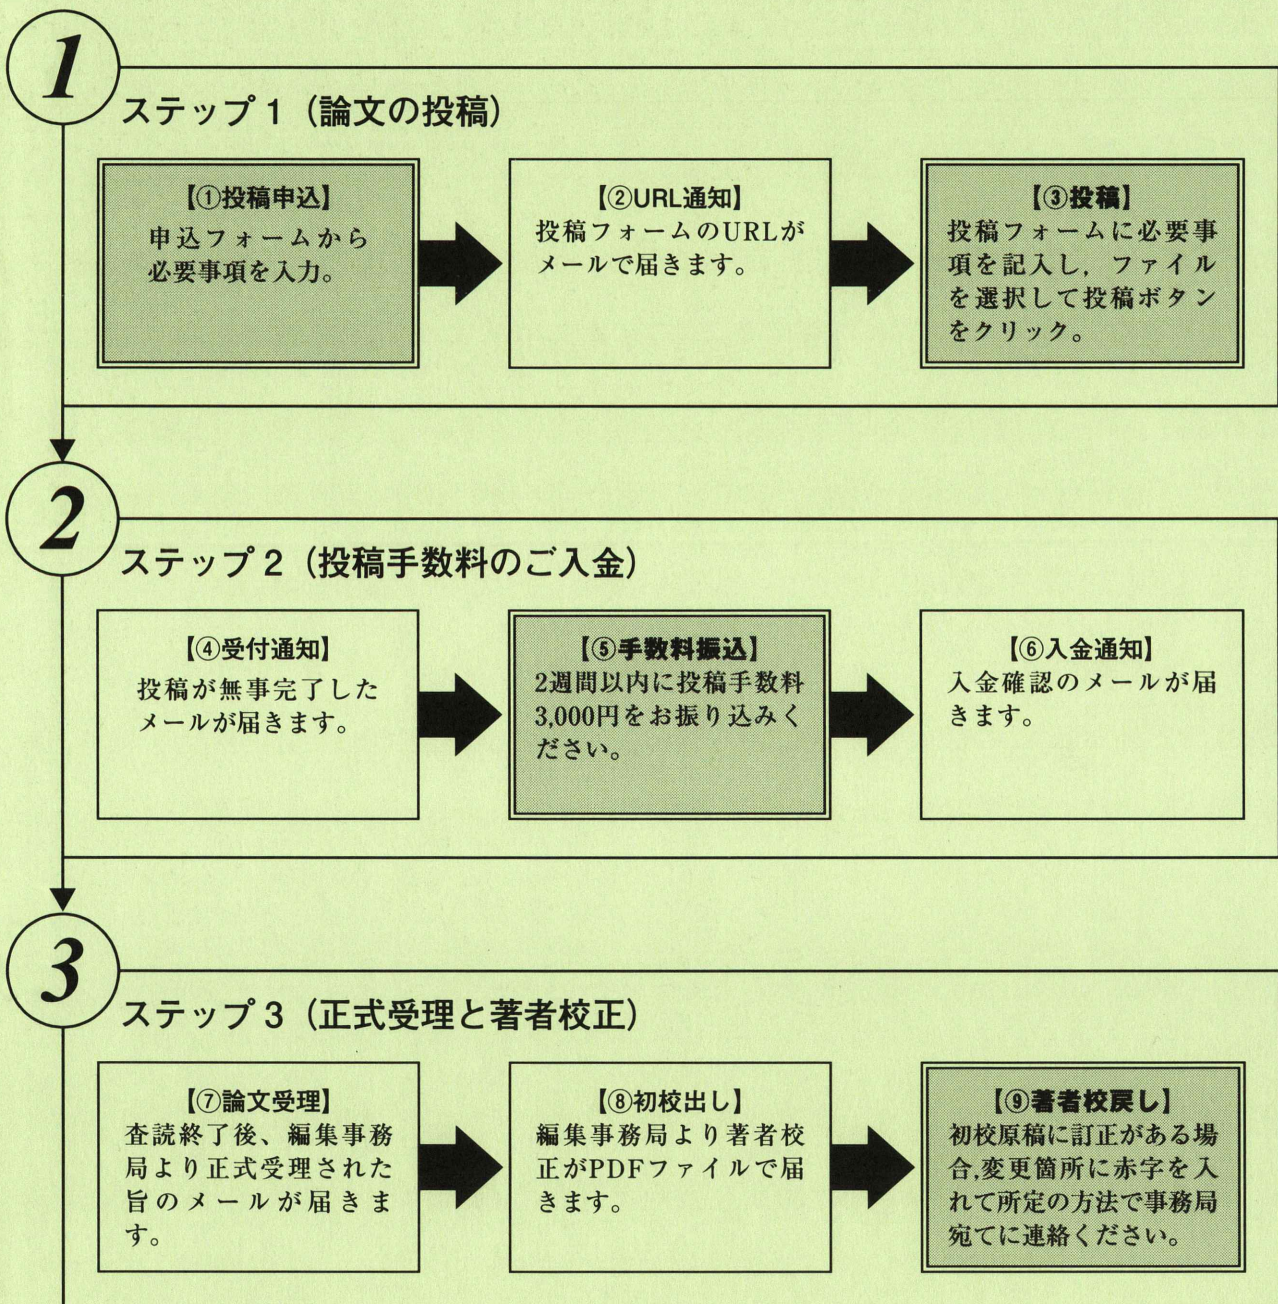 1
ステップ1（論文の投稿）
【①投稿申込】
申込フォームから
必要事項を入力。
【②URL通知】
投稿フォームのURLが
メールで届きます。
【③投稿】
投稿フォームに必要事
項を記入し，ファイル
を選択して投稿ボタン
をクリック。
2
ステップ2（投稿手数料のご入金）
【④受付通知】
投稿が無事完了した
メールが届きます。
【⑤手数料振込】
2週間以内に投稿手数料
3,000円をお振り込みく
ださい。
【⑥入金通知】
入金確認のメールが届
きます。
3
ステップ3（正式受理と著者校正）
【⑦論文受理】
査読終了後、編集事務
局より正式受理された
旨のメールが届きま
す。
【⑧初校出し】
編集事務局より著者校
正がPDFファイルで届
きます。
【⑨著者校戻し】
初校原稿に訂正がある場
合,変更箇所に赤字を入
れて所定の方法で事務局
宛てに連絡ください。